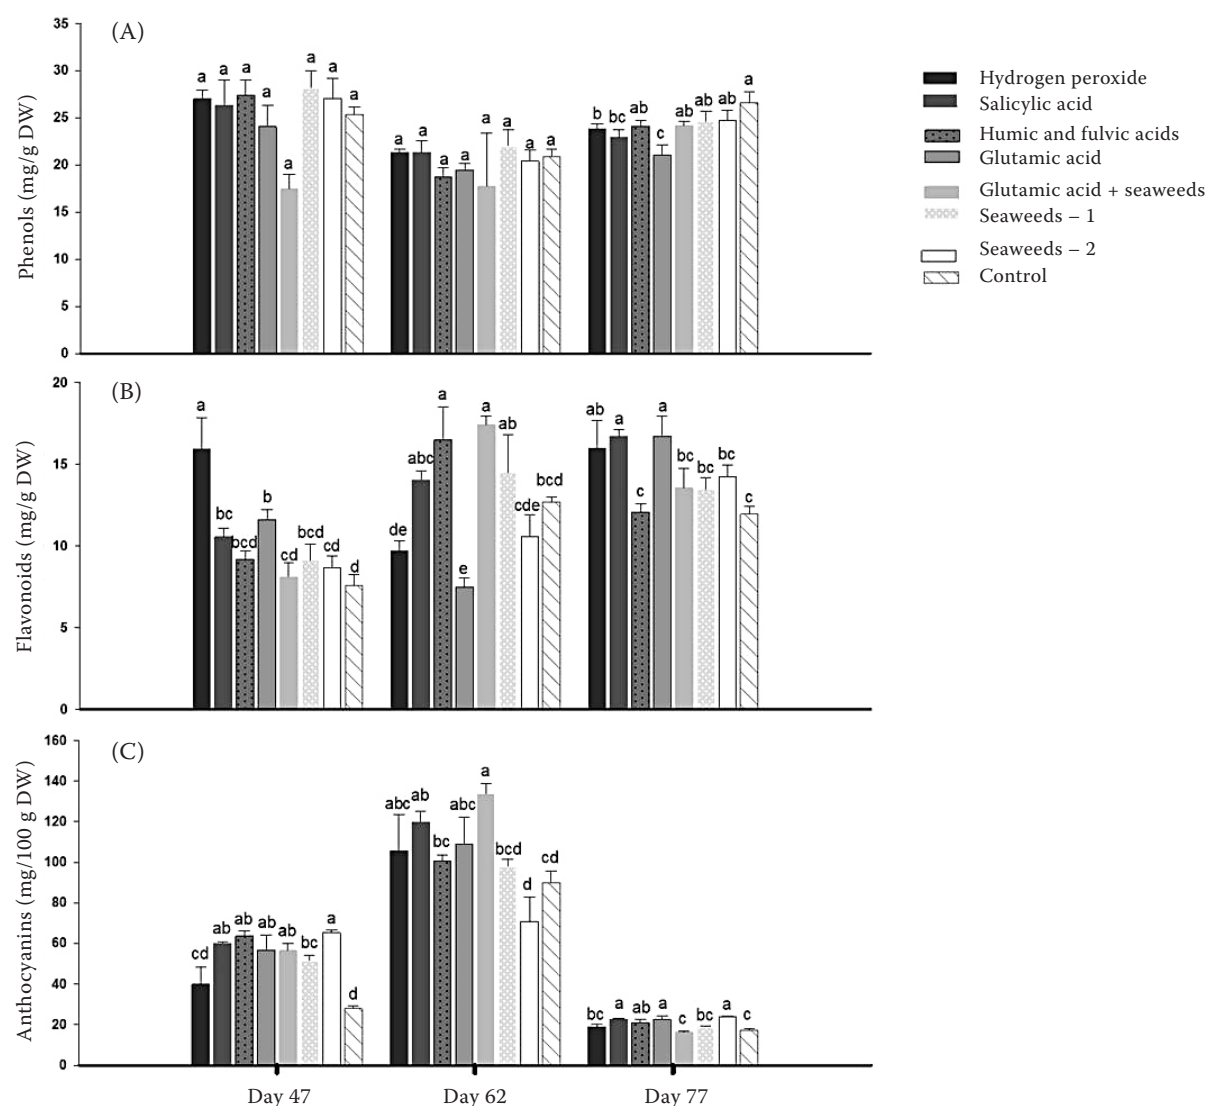 (A)
Phenols (mg/g DW)
35
30
25
20
15
10
5
0
a a a a a a a a
a a a a a a a a
b bc ab c ab ab ab a
Hydrogen peroxide
Salicylic acid
Humic and fulvic acids
Glutamic acid
Glutamic acid + seaweeds
Seaweeds – 1
Seaweeds – 2
Control
(B)
Flavonoids (mg/g DW)
20
15
10
5
0
a bc bcd b cd bcd cd d
de abc a e a ab cde bcd
ab a c a bc bc bc c
(C)
Anthocyanins (mg/100 g DW)
160
140
120
100
80
60
40
20
0
cd ab ab ab ab bc a d
abc ab bc abc a bcd d cd
bc a ab a c bc a c
Day 47 Day 62 Day 77